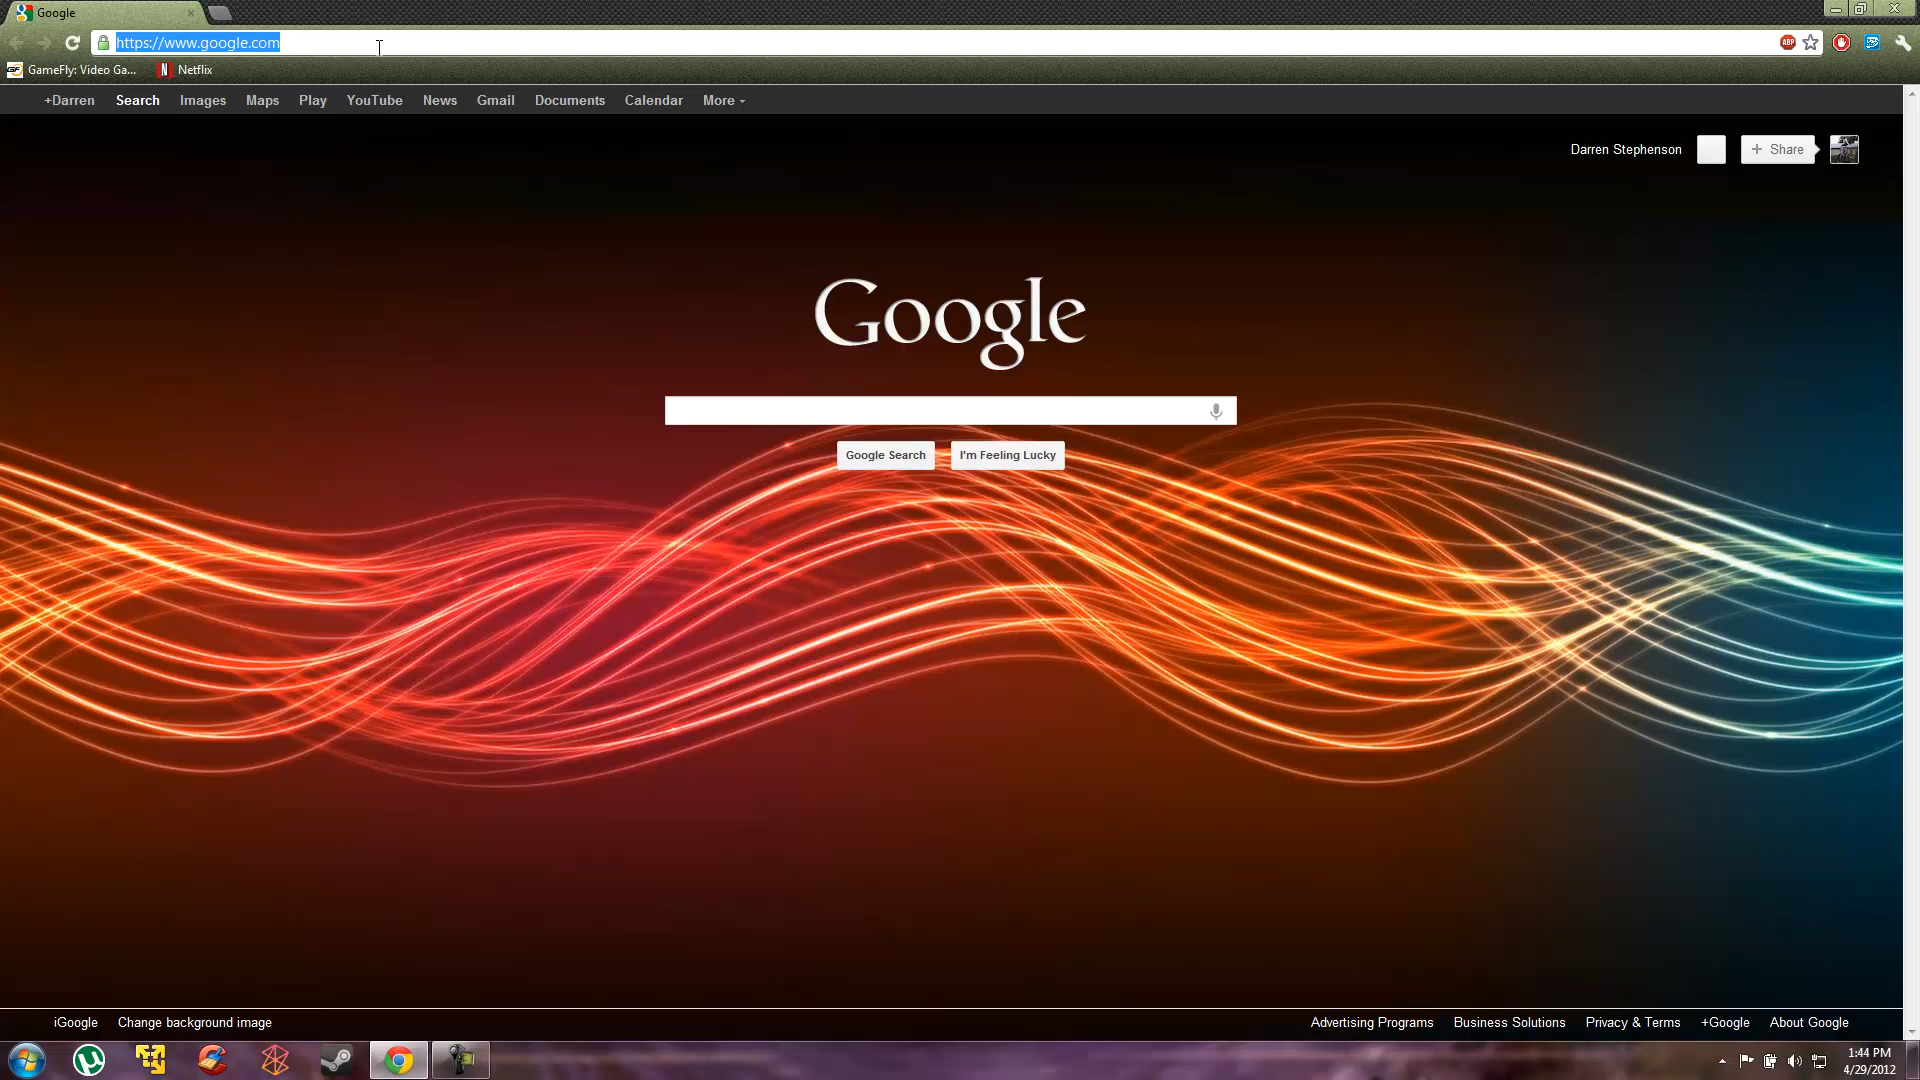 Google
https://www.google.com
ABP
GameFly: Video Ga... Netflix
+Darren Search Images Maps Play YouTube News Gmail Documents Calendar More
Darren Stephenson + Share
Google
Google Search I'm Feeling Lucky
iGoogle Change background image Advertising Programs Business Solutions Privacy & Terms +Google About Google
1:44 PM
4/29/2012